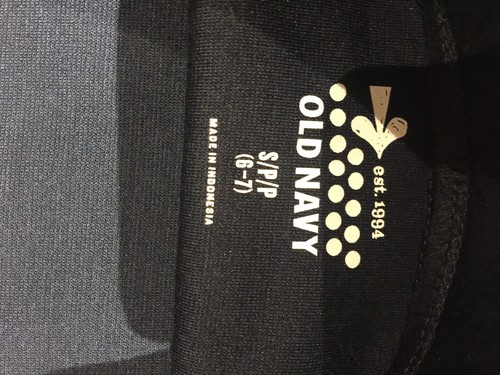 est. 1994
OLD NAVY
S/P/P
(6-7)
MADE IN INDONESIA